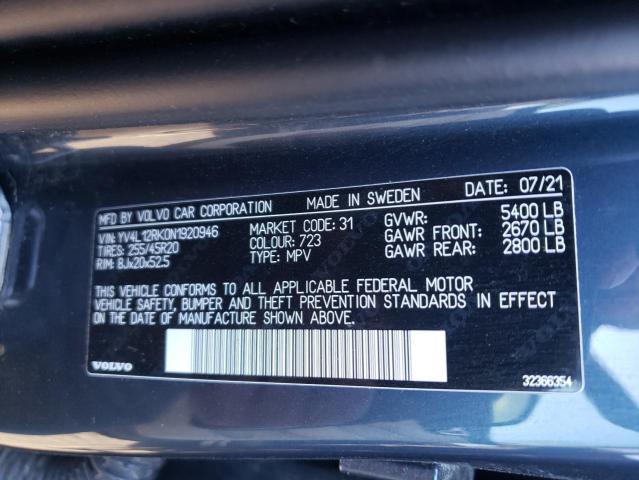 MFD BY VOLVO CAR CORPORATION MADE IN SWEDEN DATE: 07/21
VIN: YV4L12RK0N1920946 MARKET CODE: 31 GVWR: 5400 LB
TIRES: 255/45R20 COLOUR: 723 GAWR FRONT: 2670 LB
RIM: 8Jx20x52.5 TYPE: MPV GAWR REAR: 2800 LB
THIS VEHICLE CONFORMS TO ALL APPLICABLE FEDERAL MOTOR
VEHICLE SAFETY, BUMPER AND THEFT PREVENTION STANDARDS IN EFFECT
ON THE DATE OF MANUFACTURE SHOWN ABOVE.
VOLVO 32366354